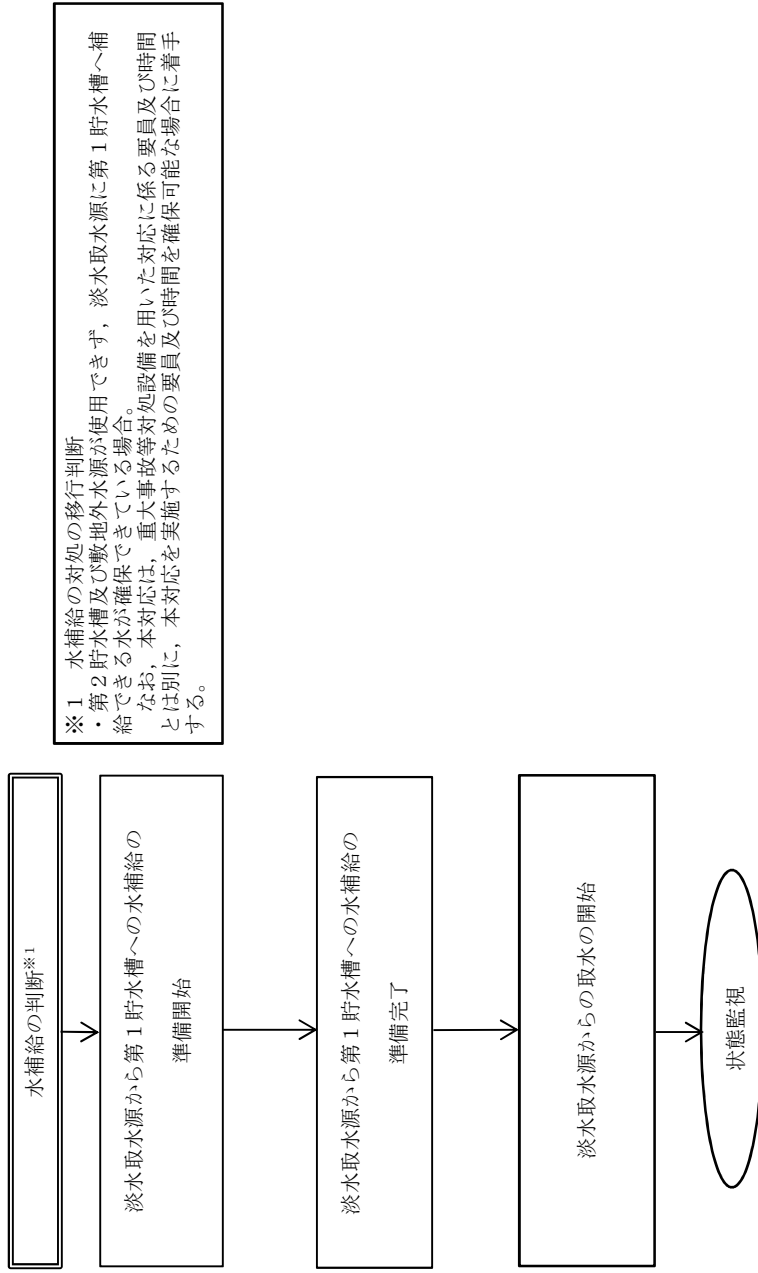 水補給の判断※1
淡水取水源から第1貯水槽への水補給の
準備開始
淡水取水源から第1貯水槽への水補給の
準備完了
淡水取水源からの取水の開始
状態監視
※1　水補給の対処の移行判断
・第2貯水槽及び敷地外水源が使用できず，淡水取水源に第1貯水槽へ補
給できる水が確保できている場合。
なお，本対応は，重大事故等対処設備を用いた対応に係る要員及び時間
とは別に，本対応を実施するための要員及び時間を確保可能な場合に着手
する。